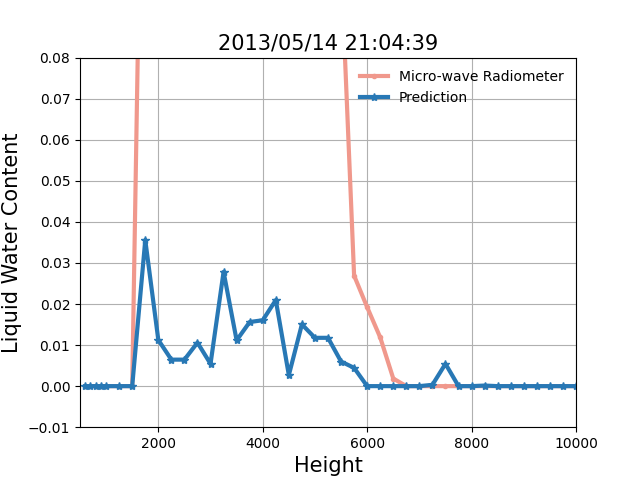 2013/05/14 21:04:39
Micro-wave Radiometer
Prediction
Liquid Water Content
0.08
0.07
0.06
0.05
0.04
0.03
0.02
0.01
0.00
−0.01
2000 4000 6000 8000 10000
Height